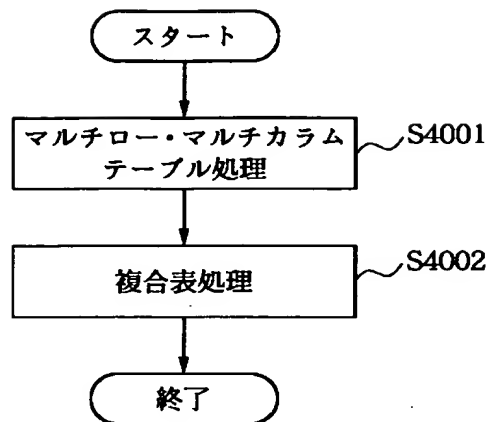 スタート
マルチロー・マルチカラム
テーブル処理
S4001
複合表処理
S4002
終了